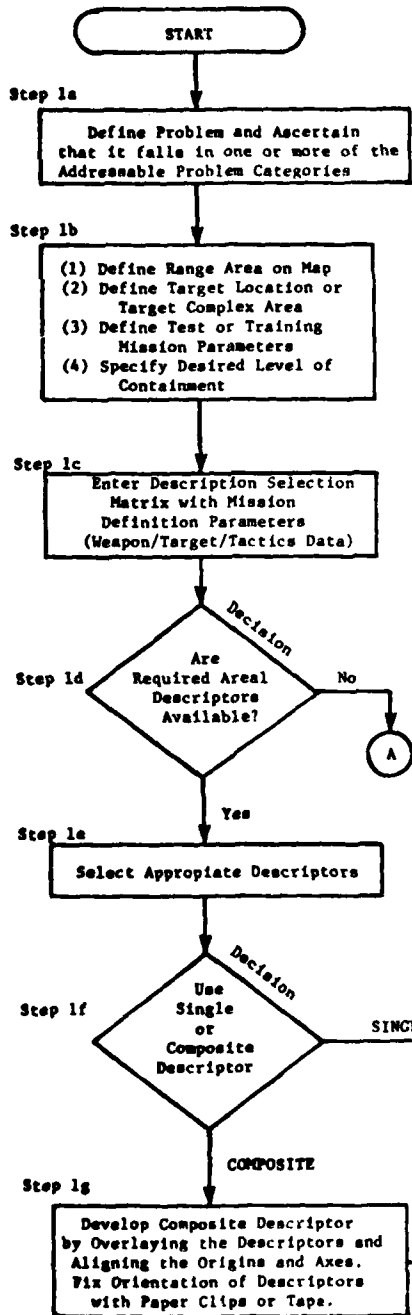 START
Step 1a
Define Problem and Ascertain
that it falls in one or more of the
Addressable Problem Categories
Step 1b
(1) Define Range Area on Map
(2) Define Target Location or
Target Complex Area
(3) Define Test or Training
Mission Parameters
(4) Specify Desired Level of
Containment
Step 1c
Enter Description Selection
Matrix with Mission
Definition Parameters
(Weapon/Target/Tactics Data)
Decision
Step 1d
Are
Required Areal
Descriptors
Available?
No
A
Yes
Step 1e
Select Appropiate Descriptors
Decision
Step 1f
Use
Single
or
Composite
Descriptor
SING
COMPOSITE
Step 1g
Develop Composite Descriptor
by Overlaying the Descriptors and
Aligning the Origins and Axes.
Fix Orientation of Descriptors
with Paper Clips or Tape.